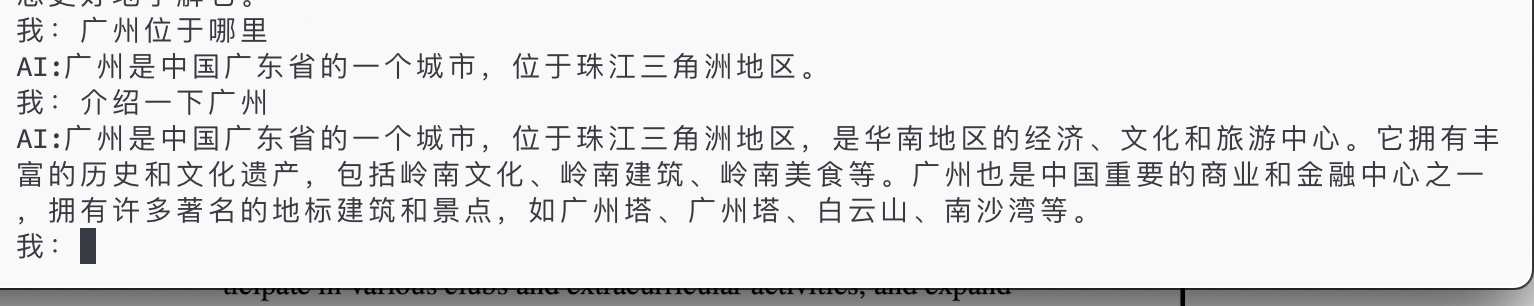 我：广州位于哪里
AI:广州是中国广东省的一个城市，位于珠江三角洲地区。
我：介绍一下广州
AI:广州是中国广东省的一个城市，位于珠江三角洲地区，是华南地区的经济、文化和旅游中心。它拥有丰
富的历史和文化遗产，包括岭南文化、岭南建筑、岭南美食等。广州也是中国重要的商业和金融中心之一
，拥有许多著名的地标建筑和景点，如广州塔、广州塔、白云山、南沙湾等。
我：
ticipate in various clubs and extracurricular activities, and expand